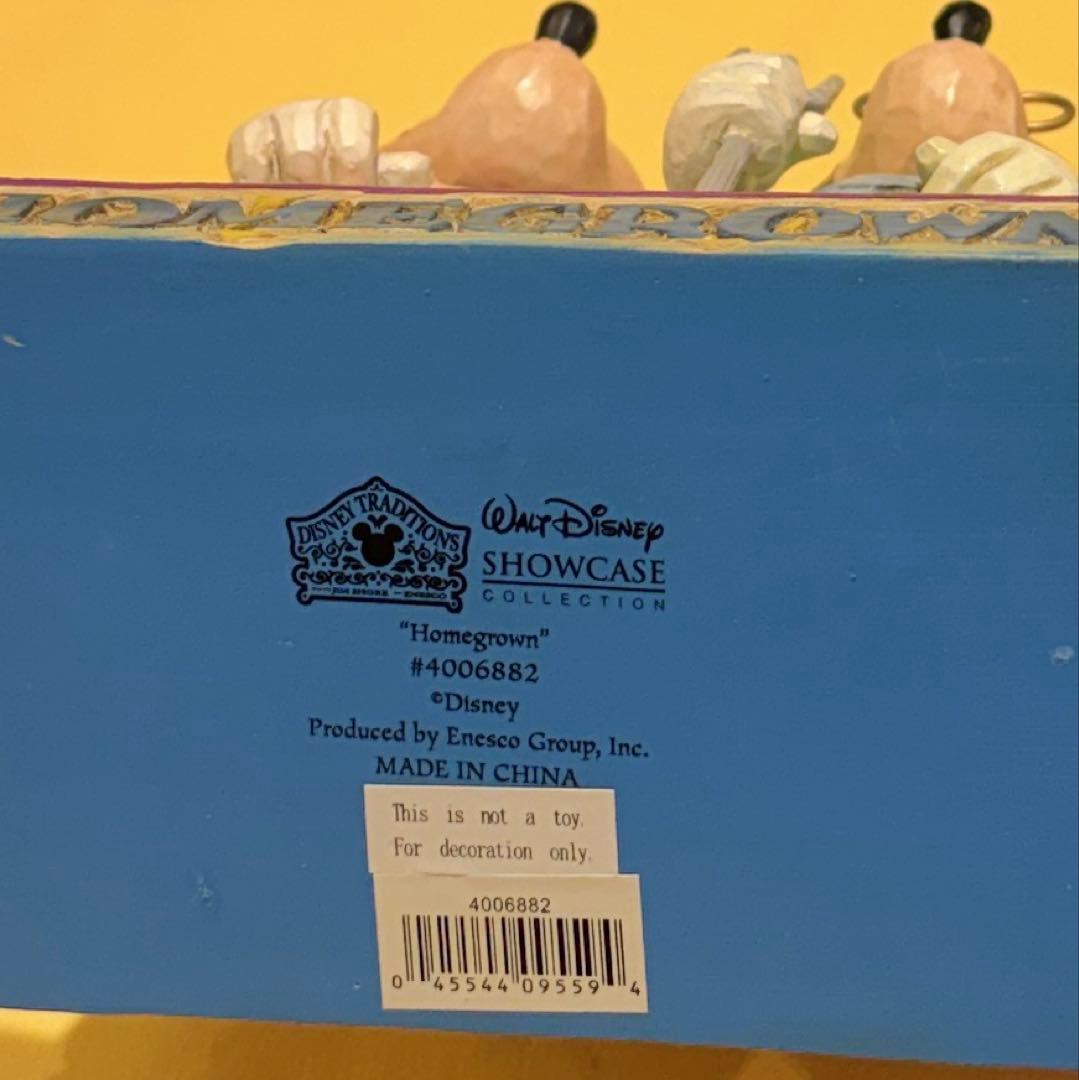 HOMEGROWN
DISNEY TRADITIONS
JIM SHORE ENESCO
WALT DISNEY
SHOWCASE
COLLECTION
“Homegrown”
#4006882
©Disney
Produced by Enesco Group, Inc.
MADE IN CHINA
This is not a toy.
For decoration only.
4006882
0 45544 09559 4